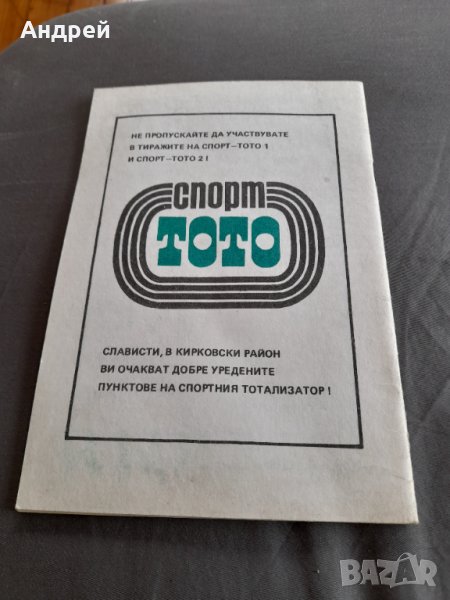 Андрей
НЕ ПРОПУСКАЙТЕ ДА УЧАСТВУВАТЕ
В ТИРАЖИТЕ НА СПОРТ—ТОТО 1
И СПОРТ—ТОТО 2 !
спорт
ТОТО
СЛАВИСТИ, В КИРКОВСКИ РАЙОН
ВИ ОЧАКВАТ ДОБРЕ УРЕДЕНИТЕ
ПУНКТОВЕ НА СПОРТНИЯ ТОТАЛИЗАТОР !
BAZAR